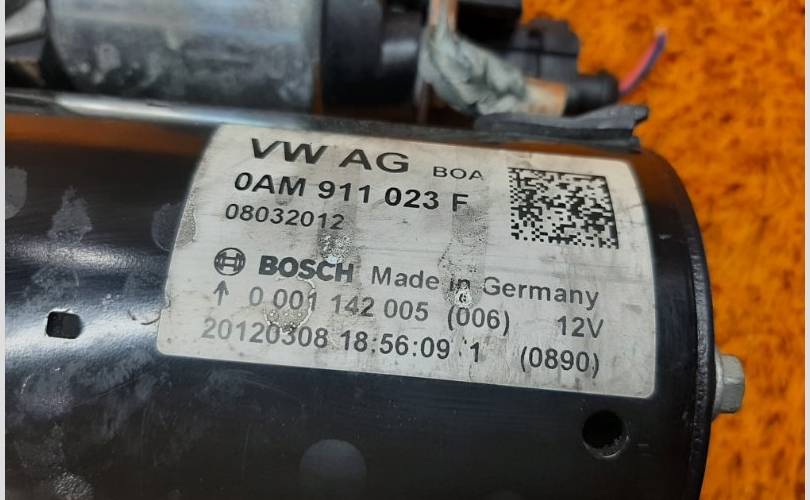 VW AG BOA
0AM 911 023 F
08032012
BOSCH Made in Germany
↑ 0 001 142 005 (006) 12V
20120308 18:56:09 1 (0890)